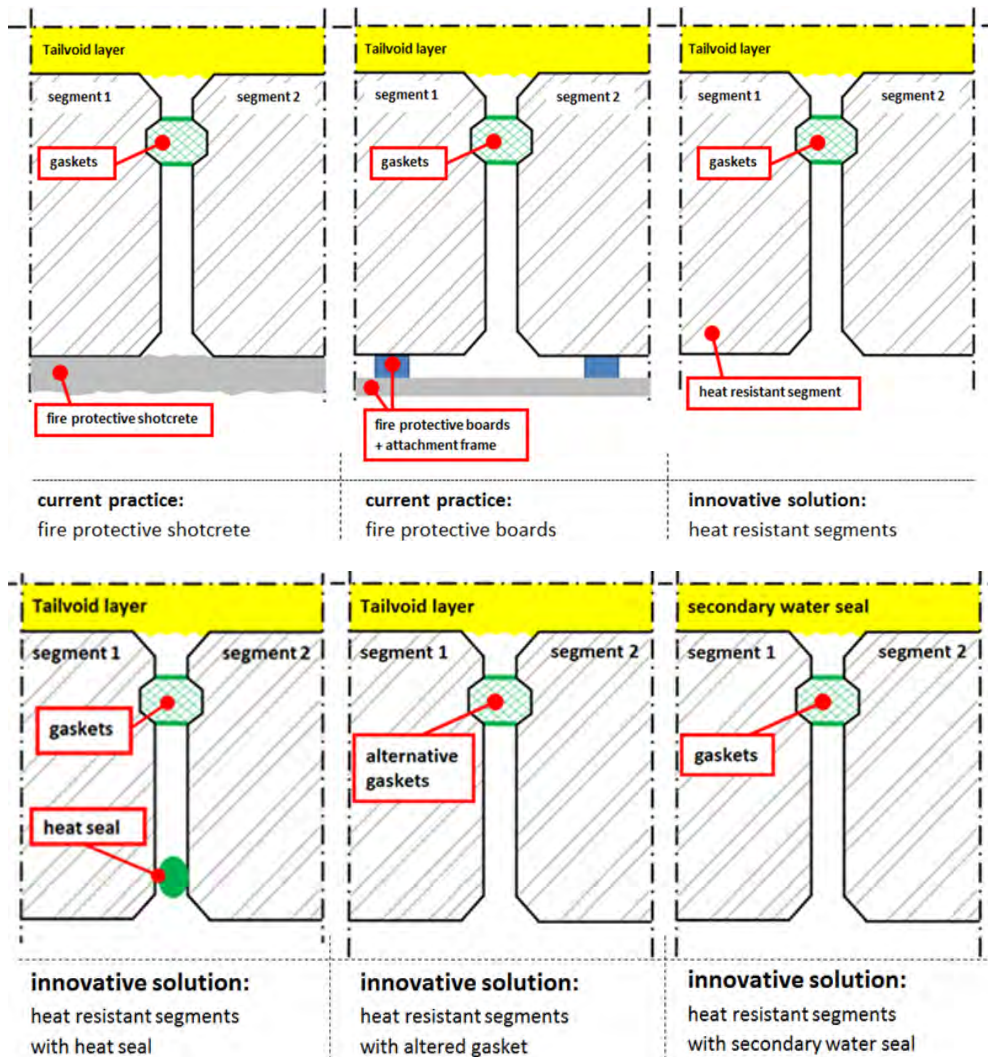 Tailvoid layer
segment 1
segment 2
gaskets
fire protective shotcrete
current practice:
fire protective shotcrete
Tailvoid layer
segment 1
segment 2
gaskets
fire protective boards
+ attachment frame
current practice:
fire protective boards
Tailvoid layer
segment 1
segment 2
gaskets
heat resistant segment
innovative solution:
heat resistant segments
Tailvoid layer
segment 1
segment 2
gaskets
heat seal
innovative solution:
heat resistant segments
with heat seal
Tailvoid layer
segment 1
segment 2
alternative
gaskets
innovative solution:
heat resistant segments
with altered gasket
secondary water seal
segment 1
segment 2
gaskets
innovative solution:
heat resistant segments
with secondary water seal